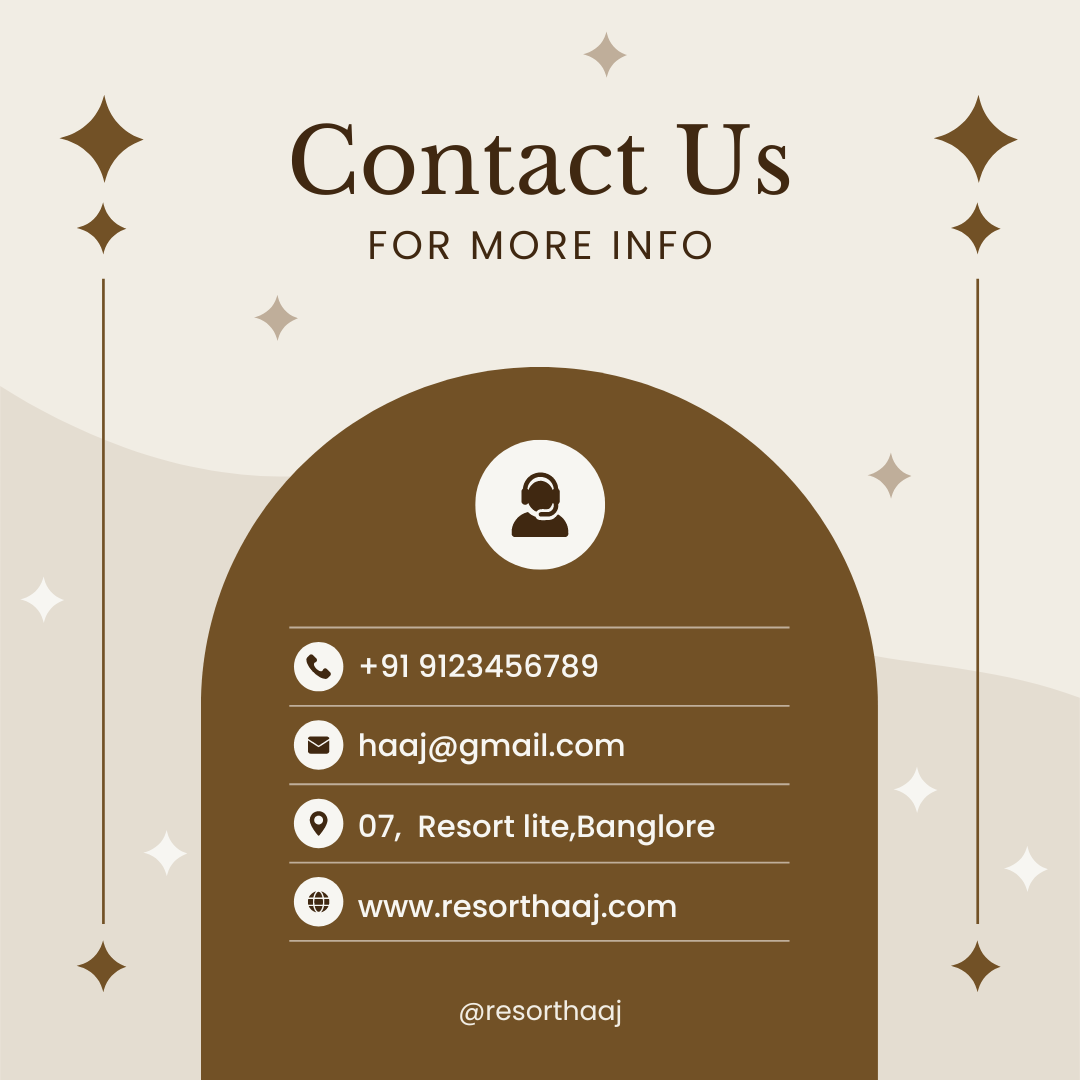 Contact Us
FOR MORE INFO
+91 9123456789
haaj@gmail.com
07,  Resort lite,Banglore
www.resorthaaj.com
@resorthaaj